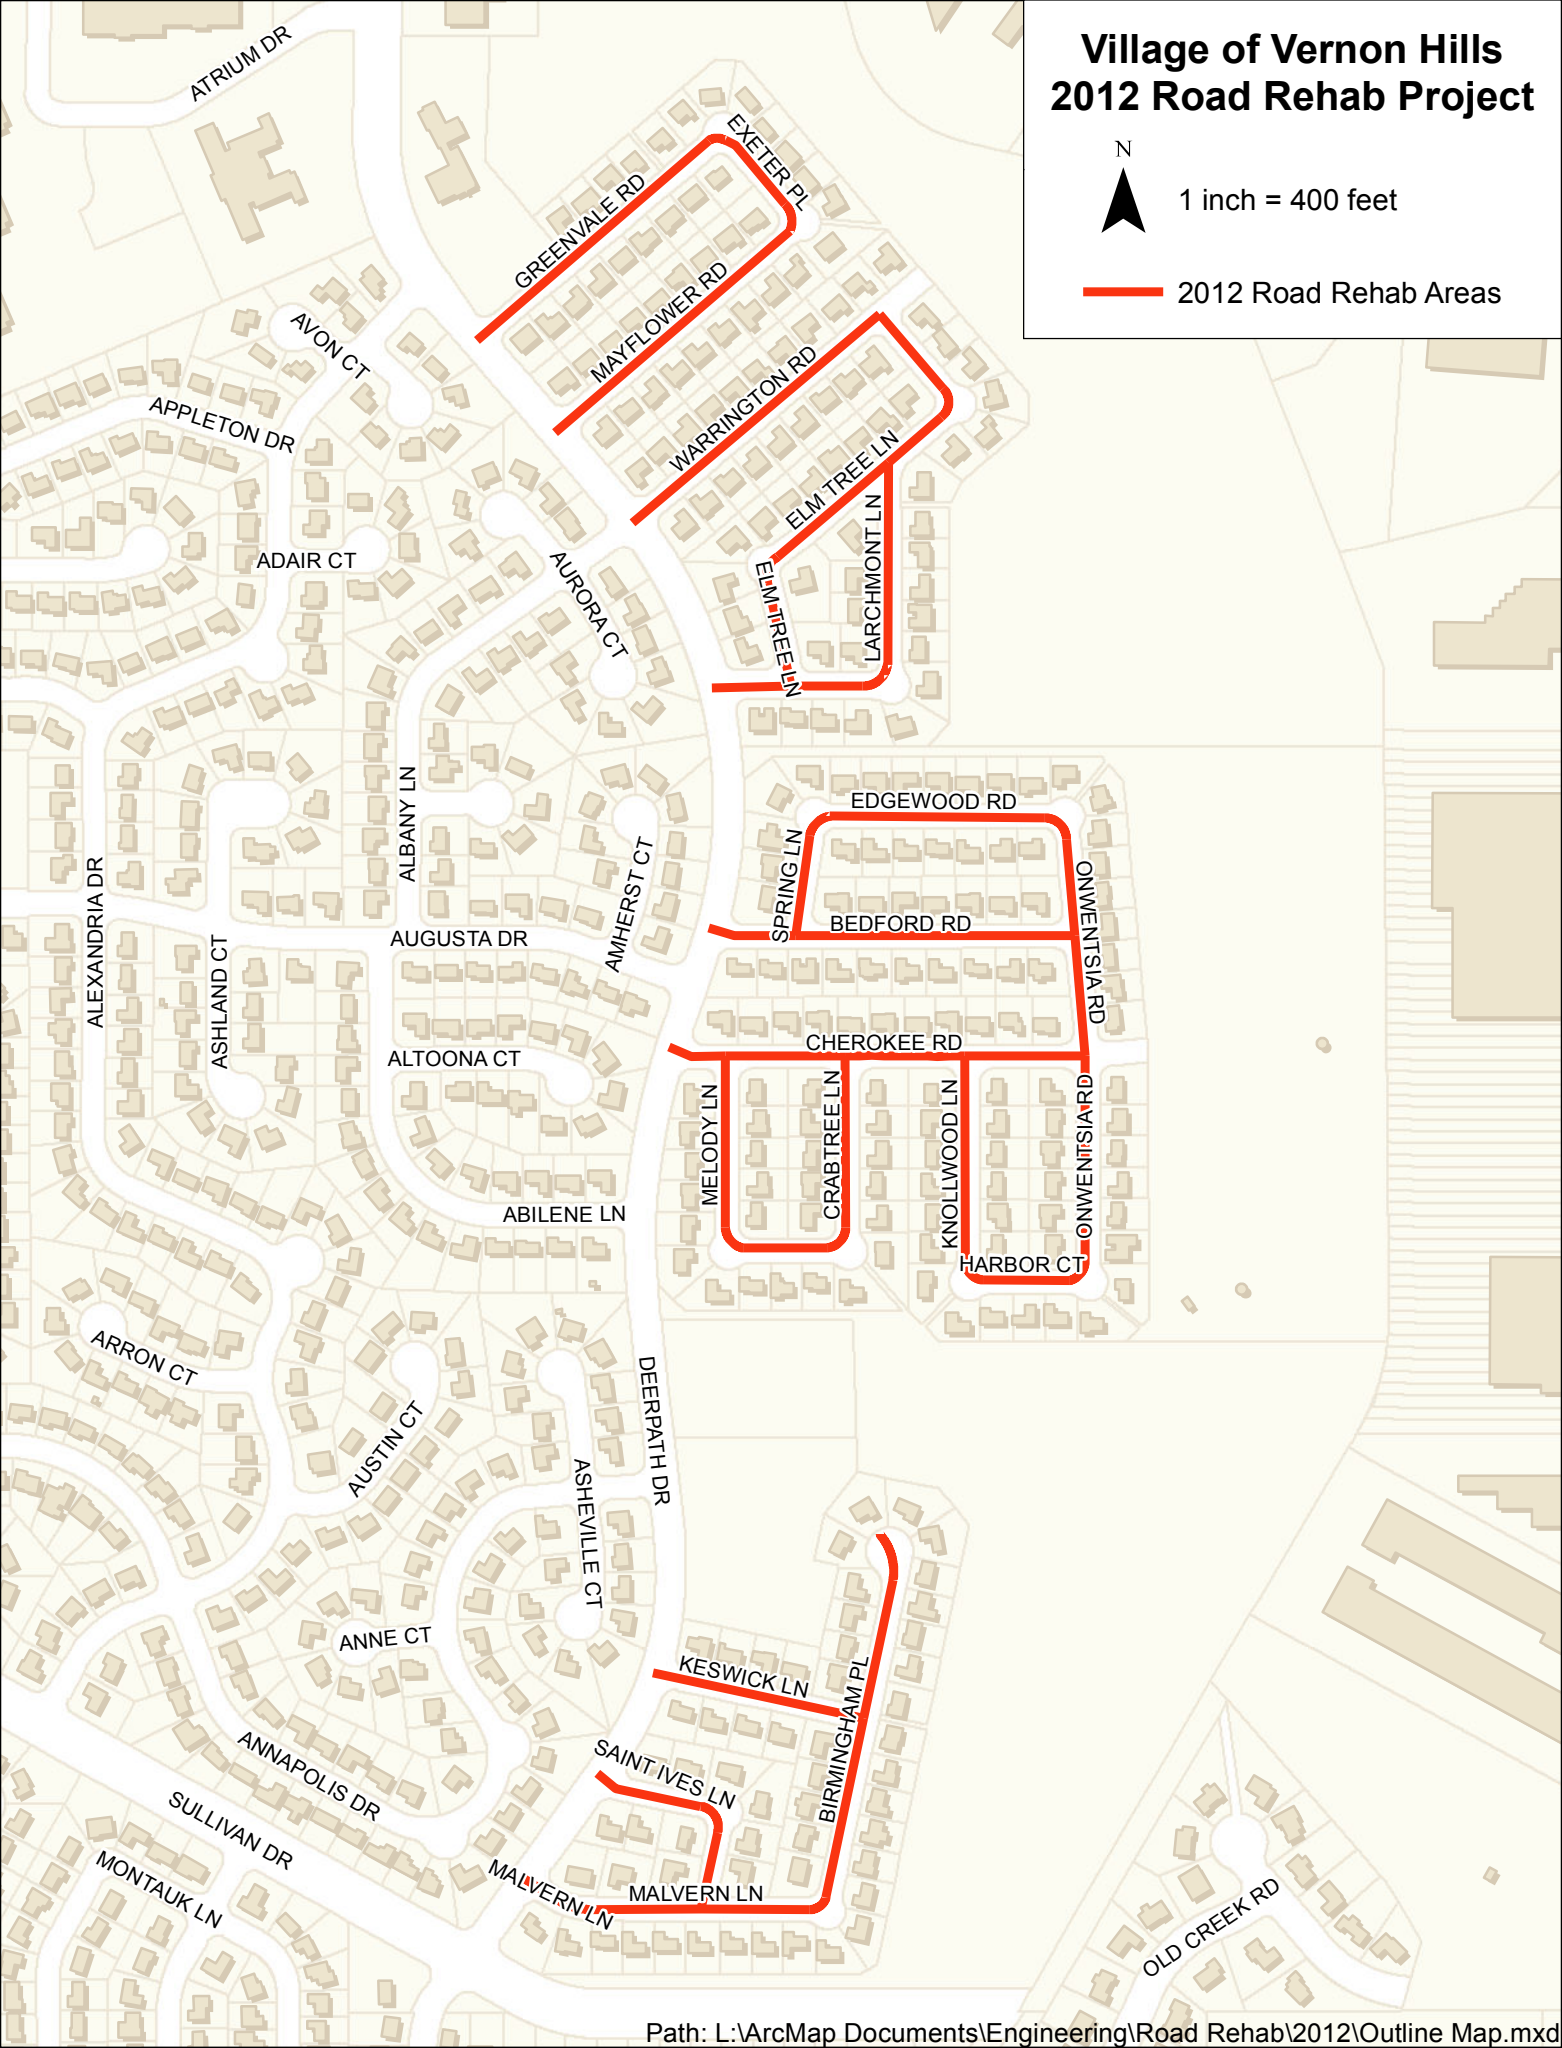 Village of Vernon Hills
2012 Road Rehab Project
N
1 inch = 400 feet
2012 Road Rehab Areas
ATRIUM DR
EXETER PL
GREENVALE RD
MAYFLOWER RD
AVON CT
WARRINGTON RD
APPLETON DR
ELM TREE LN
LARCHMONT LN
ADAIR CT
AURORA CT
ELM TREE LN
EDGEWOOD RD
ALBANY LN
SPRING LN
AMHERST CT
ONWENTSIA RD
ALEXANDRIA DR
BEDFORD RD
AUGUSTA DR
ASHLAND CT
CHEROKEE RD
ALTOONA CT
MELODY LN
CRABTREE LN
KNOLLWOOD LN
ONWENTSIA RD
ABILENE LN
HARBOR CT
ARRON CT
DEERPATH DR
AUSTIN CT
ASHEVILLE CT
ANNE CT
KESWICK LN
BIRMINGHAM PL
ANNAPOLIS DR
SAINT IVES LN
SULLIVAN DR
MALVERN LN
MALVERN LN
MONTAUK LN
OLD CREEK RD
Path: L:\ArcMap Documents\Engineering\Road Rehab\2012\Outline Map.mxd